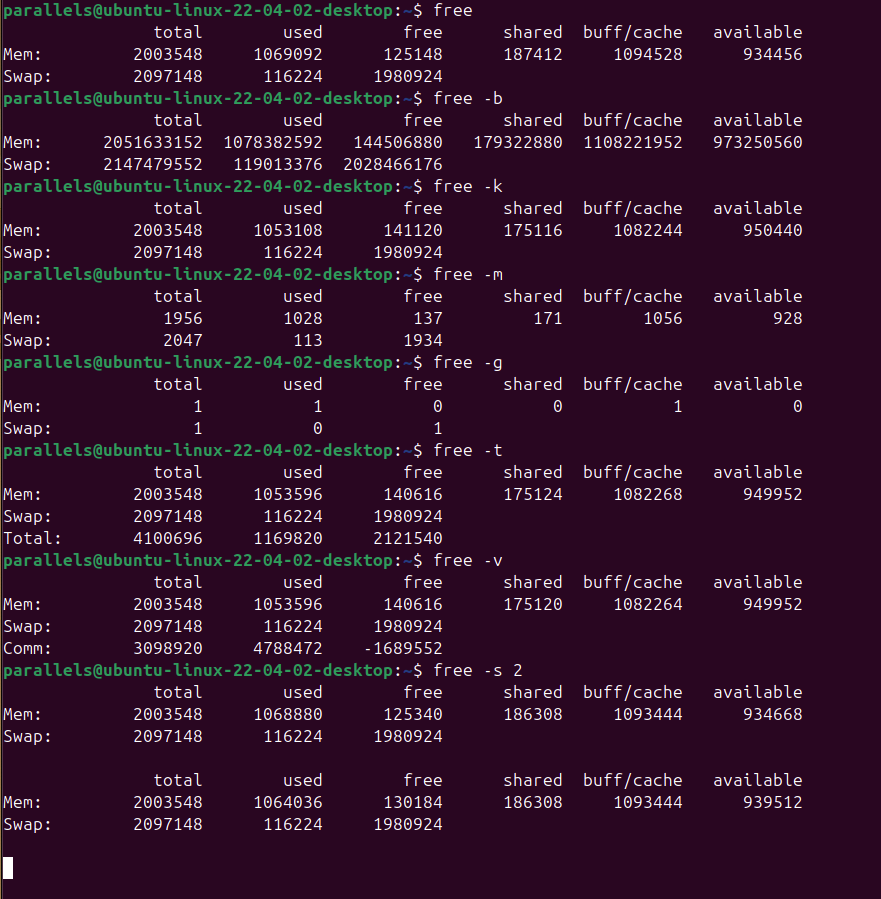 parallels@ubuntu-linux-22-04-02-desktop:~$ free
               total        used        free      shared  buff/cache   available
Mem:         2003548     1069092      125148      187412     1094528      934456
Swap:        2097148      116224     1980924
parallels@ubuntu-linux-22-04-02-desktop:~$ free -b
               total        used        free      shared  buff/cache   available
Mem:      2051633152  1078382592   144506880   179322880  1108221952   973250560
Swap:     2147479552   119013376  2028466176
parallels@ubuntu-linux-22-04-02-desktop:~$ free -k
               total        used        free      shared  buff/cache   available
Mem:         2003548     1053108      141120      175116     1082244      950440
Swap:        2097148      116224     1980924
parallels@ubuntu-linux-22-04-02-desktop:~$ free -m
               total        used        free      shared  buff/cache   available
Mem:            1956        1028         137         171        1056         928
Swap:           2047         113        1934
parallels@ubuntu-linux-22-04-02-desktop:~$ free -g
               total        used        free      shared  buff/cache   available
Mem:               1           1           0           0           1           0
Swap:              1           0           1
parallels@ubuntu-linux-22-04-02-desktop:~$ free -t
               total        used        free      shared  buff/cache   available
Mem:         2003548     1053596      140616      175124     1082268      949952
Swap:        2097148      116224     1980924
Total:       4100696     1169820     2121540
parallels@ubuntu-linux-22-04-02-desktop:~$ free -v
               total        used        free      shared  buff/cache   available
Mem:         2003548     1053596      140616      175120     1082264      949952
Swap:        2097148      116224     1980924
Comm:        3098920     4788472    -1689552
parallels@ubuntu-linux-22-04-02-desktop:~$ free -s 2
               total        used        free      shared  buff/cache   available
Mem:         2003548     1068880      125340      186308     1093444      934668
Swap:        2097148      116224     1980924

               total        used        free      shared  buff/cache   available
Mem:         2003548     1064036      130184      186308     1093444      939512
Swap:        2097148      116224     1980924